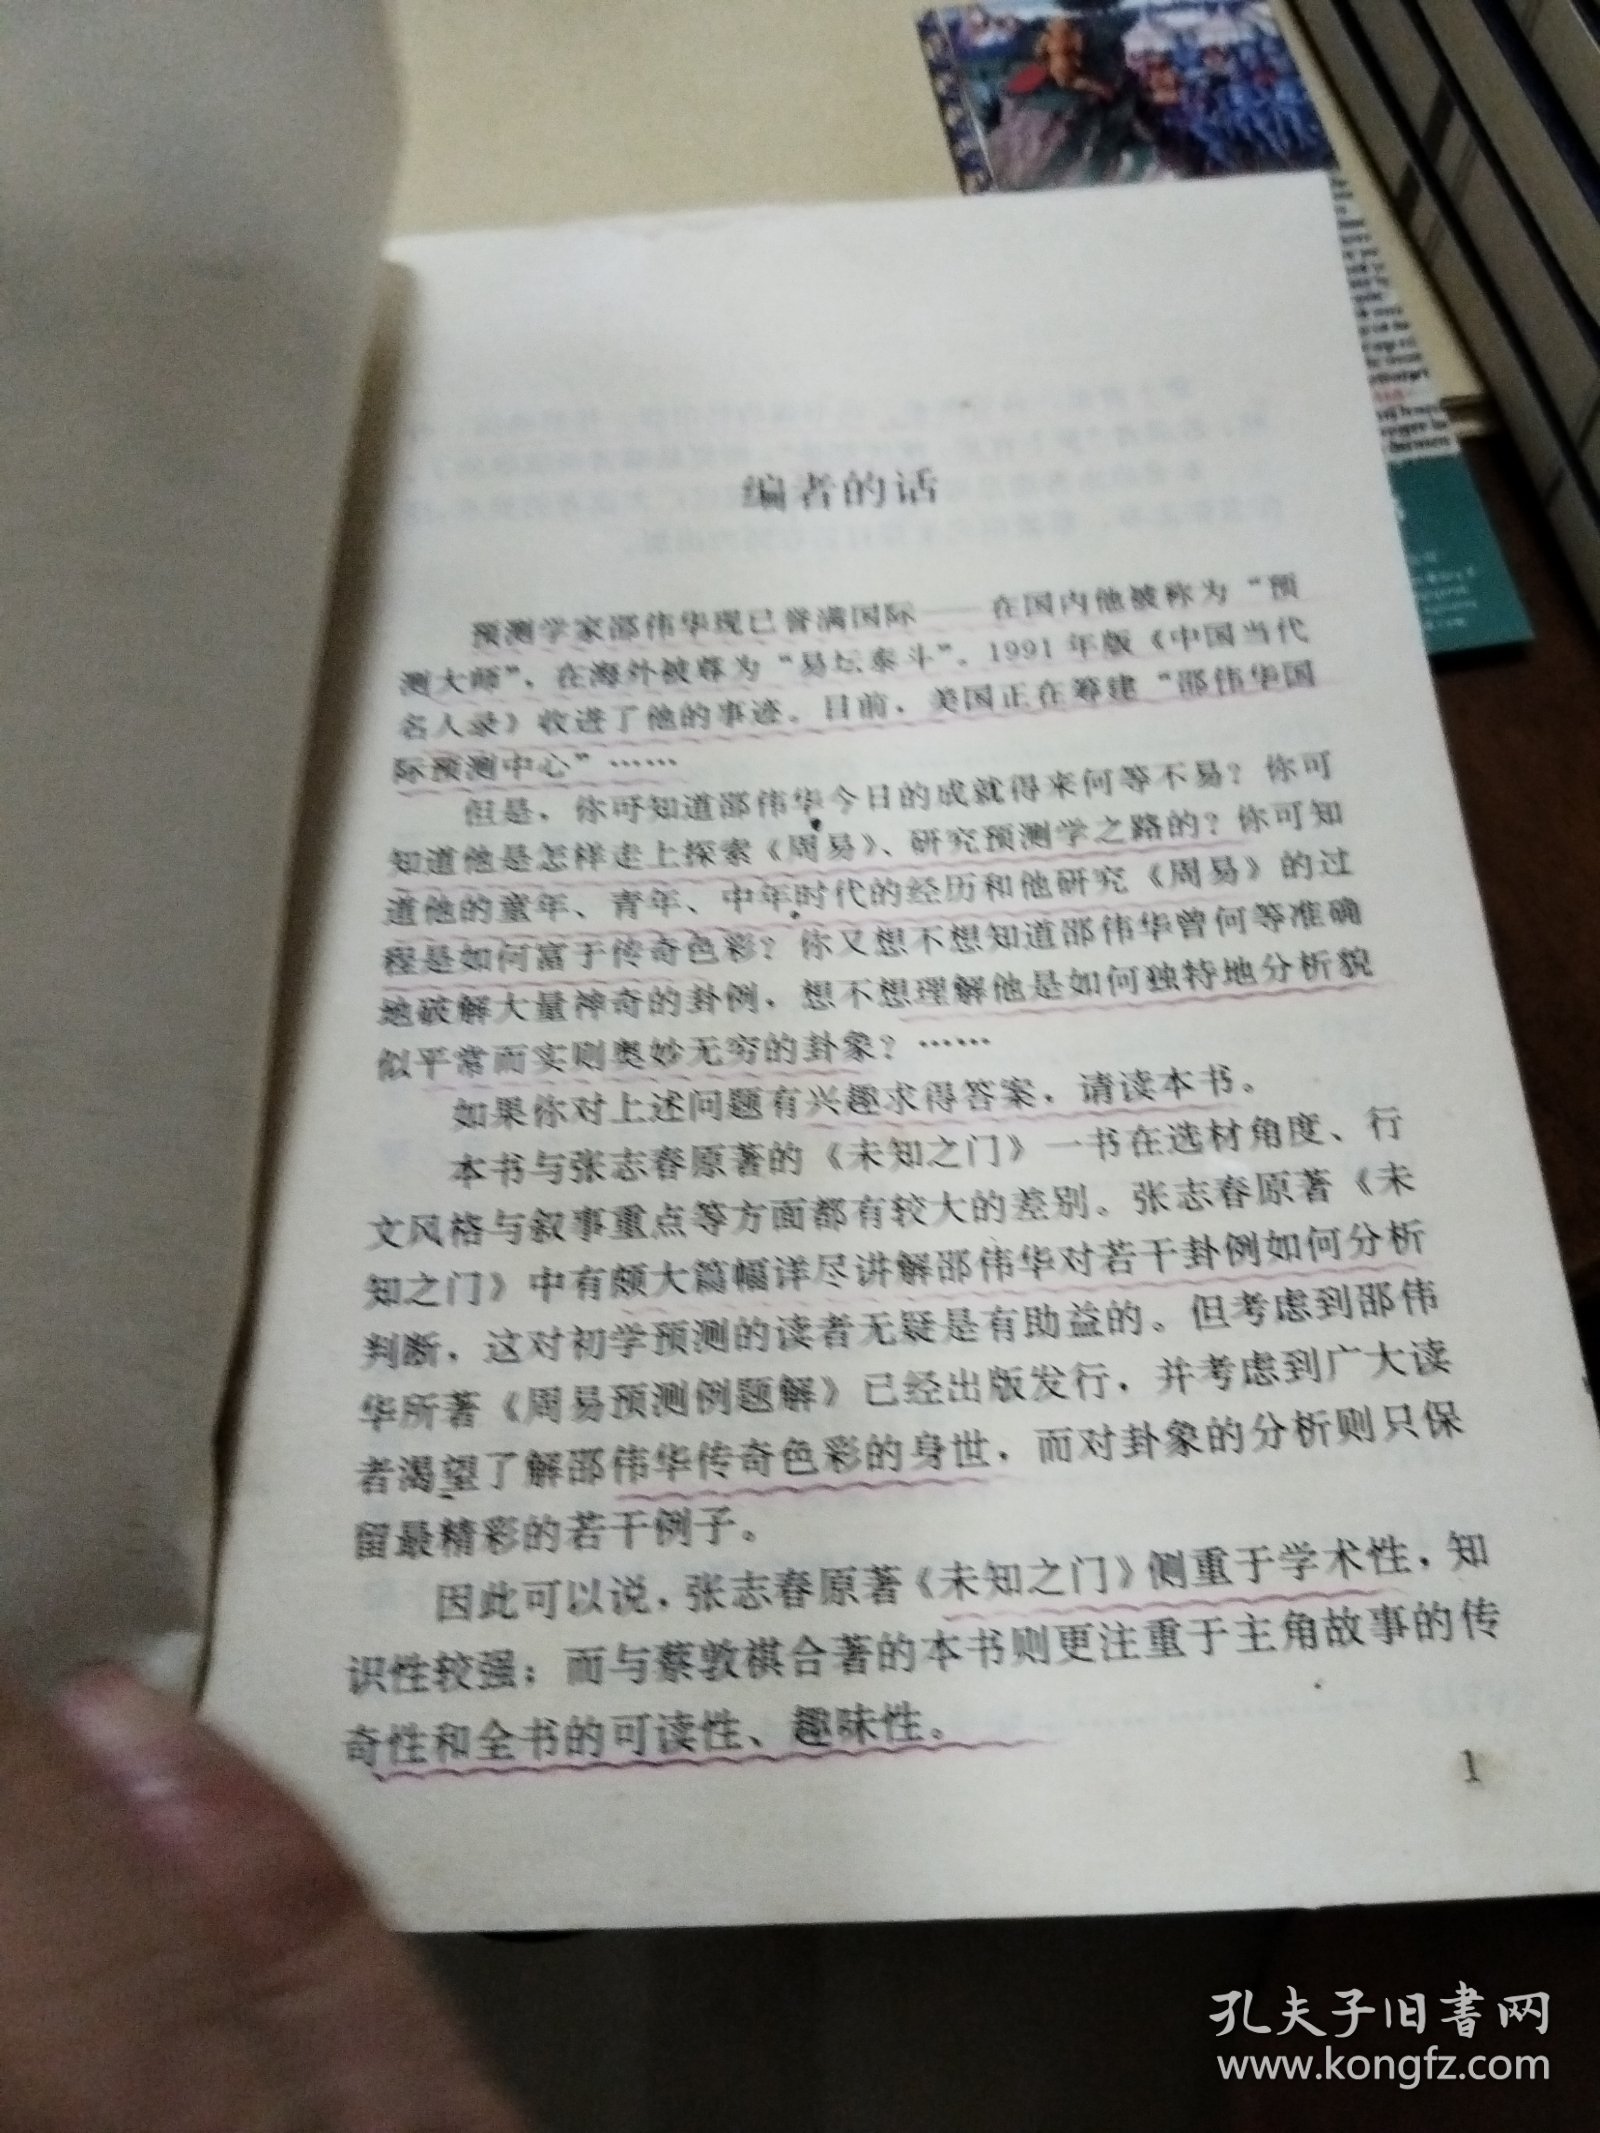 编者的话
预测学家邵伟华现已誉满国际——在国内他被称为“预
测大师”，在海外被尊为“易坛泰斗”。1991年版《中国当代
名人录》收进了他的事迹。目前，美国正在筹建“邵伟华国
际预测中心”……
但是，你可知道邵伟华今日的成就得来何等不易？你可
知道他是怎样走上探索《周易》、研究预测学之路的？你可知
道他的童年、青年、中年时代的经历和他研究《周易》的过
程是如何富于传奇色彩？你又想不想知道邵伟华曾何等准确
地破解大量神奇的卦例，想不想理解他是如何独特地分析貌
似平常而实则奥妙无穷的卦象？……
如果你对上述问题有兴趣求得答案，请读本书。
本书与张志春原著的《未知之门》一书在选材角度、行
文风格与叙事重点等方面都有较大的差别。张志春原著《未
知之门》中有颇大篇幅详尽讲解邵伟华对若干卦例如何分析
判断，这对初学预测的读者无疑是有助益的。但考虑到邵伟
华所著《周易预测例题解》已经出版发行，并考虑到广大读
者渴望了解邵伟华传奇色彩的身世，而对卦象的分析则只保
留最精彩的若干例子。
因此可以说，张志春原著《未知之门》侧重于学术性，知
识性较强；而与蔡敦祺合著的本书则更注重于主角故事的传
奇性和全书的可读性、趣味性。
1
孔夫子旧书网
www.kongfz.com